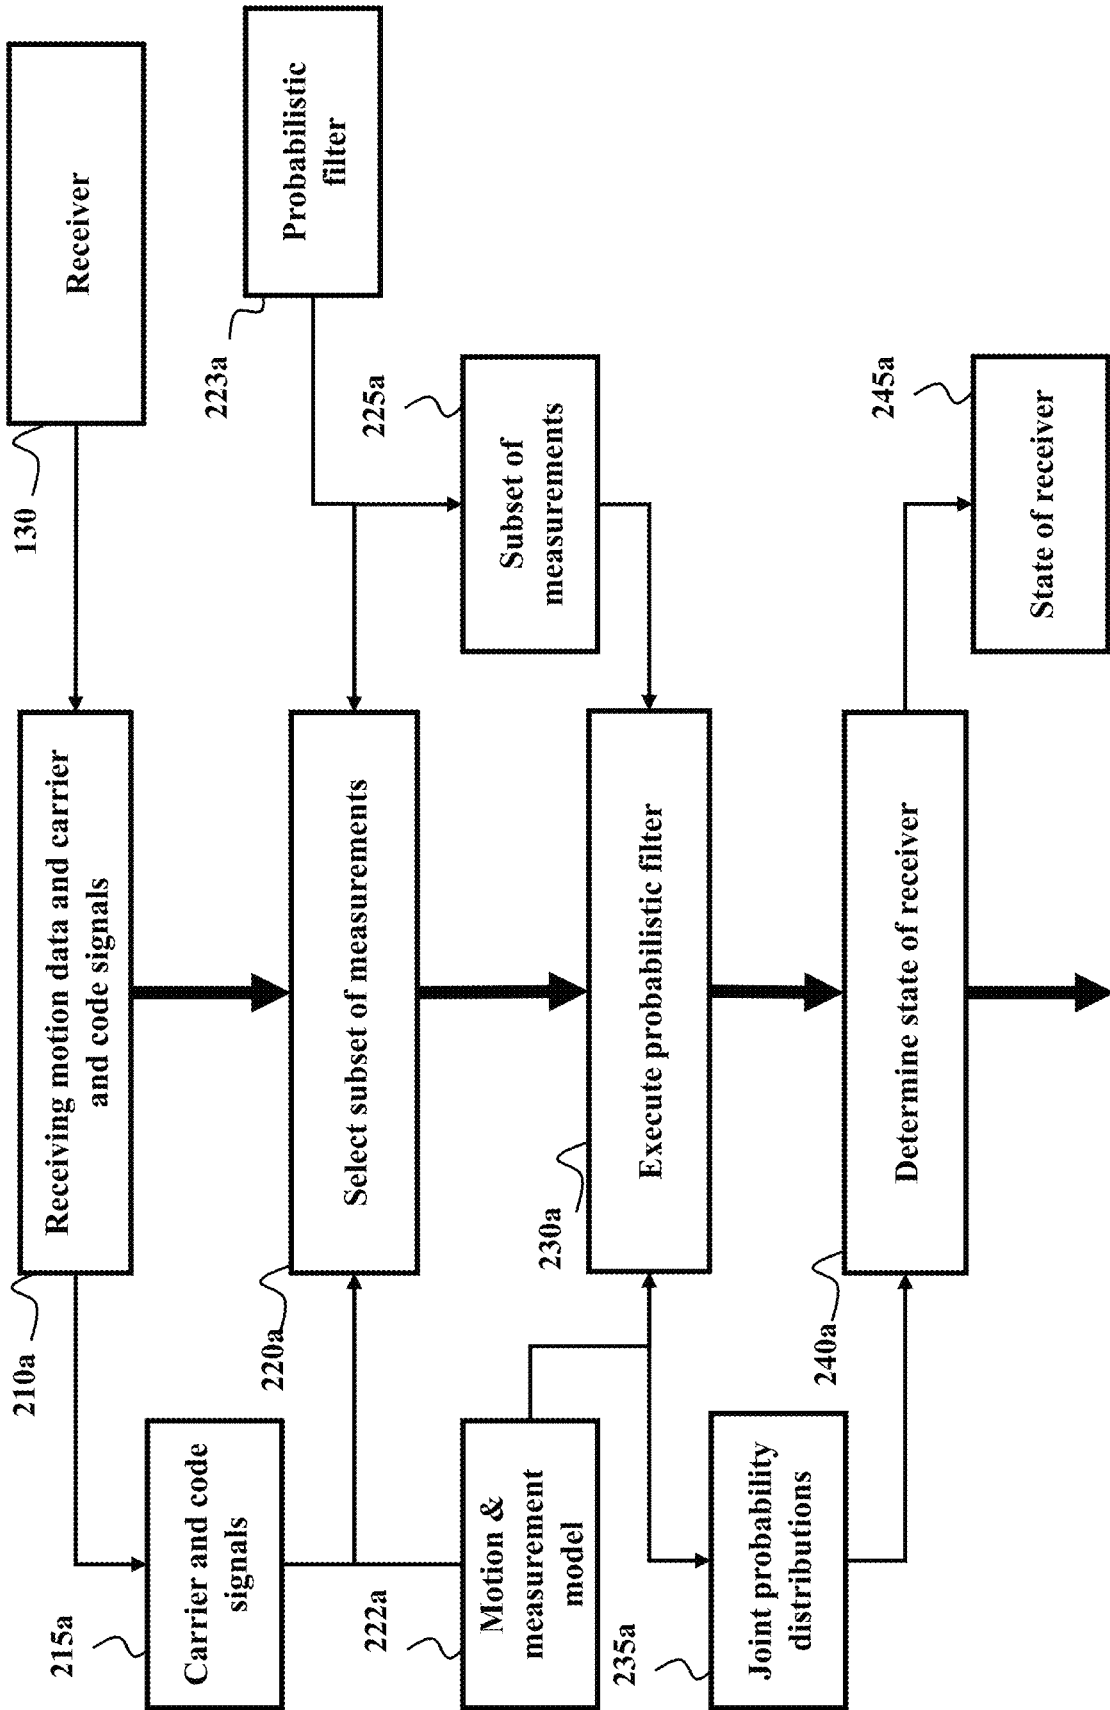 130
Receiver
210a
Receiving motion data and carrier
and code signals
215a
Carrier and code
signals
223a
Probabilistic
filter
220a
Select subset of measurements
225a
Subset of
measurements
222a
Motion &
measurement
model
230a
Execute probabilistic filter
235a
Joint probability
distributions
240a
Determine state of receiver
245a
State of receiver